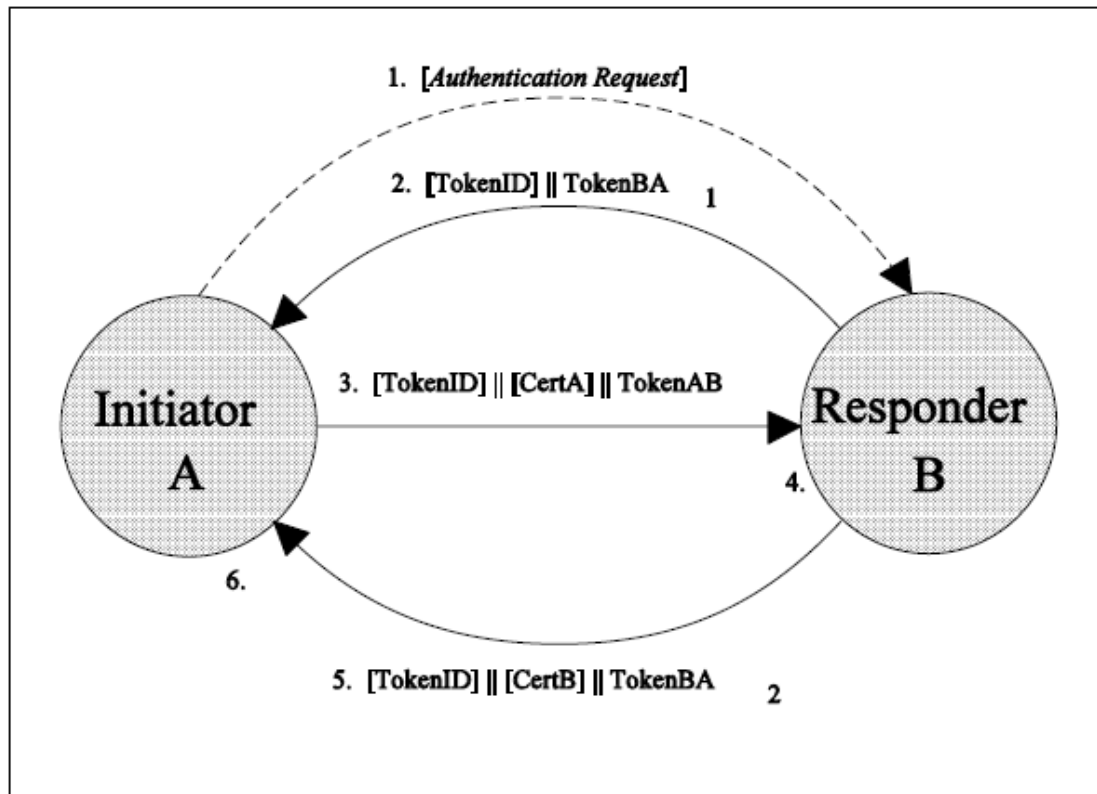 1. [Authentication Request]
2. [TokenID] || TokenBA 1
3. [TokenID] || [CertA] || TokenAB
Initiator
A
Responder
B
4.
6.
5. [TokenID] || [CertB] || TokenBA 2